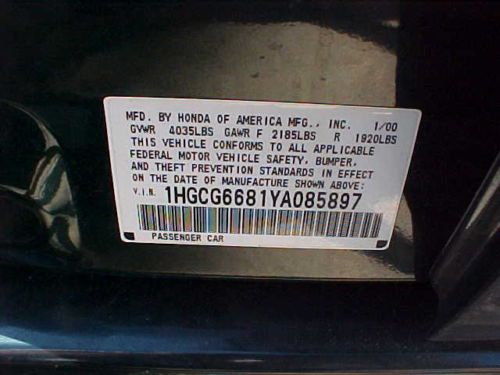 MFD. BY HONDA OF AMERICA MFG., INC. 1/00
GVWR 4035LBS GAWR F 2185LBS R 1920LBS
THIS VEHICLE CONFORMS TO ALL APPLICABLE
FEDERAL MOTOR VEHICLE SAFETY, BUMPER,
AND THEFT PREVENTION STANDARDS IN EFFECT
ON THE DATE OF MANUFACTURE SHOWN ABOVE:
V.I.N. 1HGCG6681YA085897
PASSENGER CAR